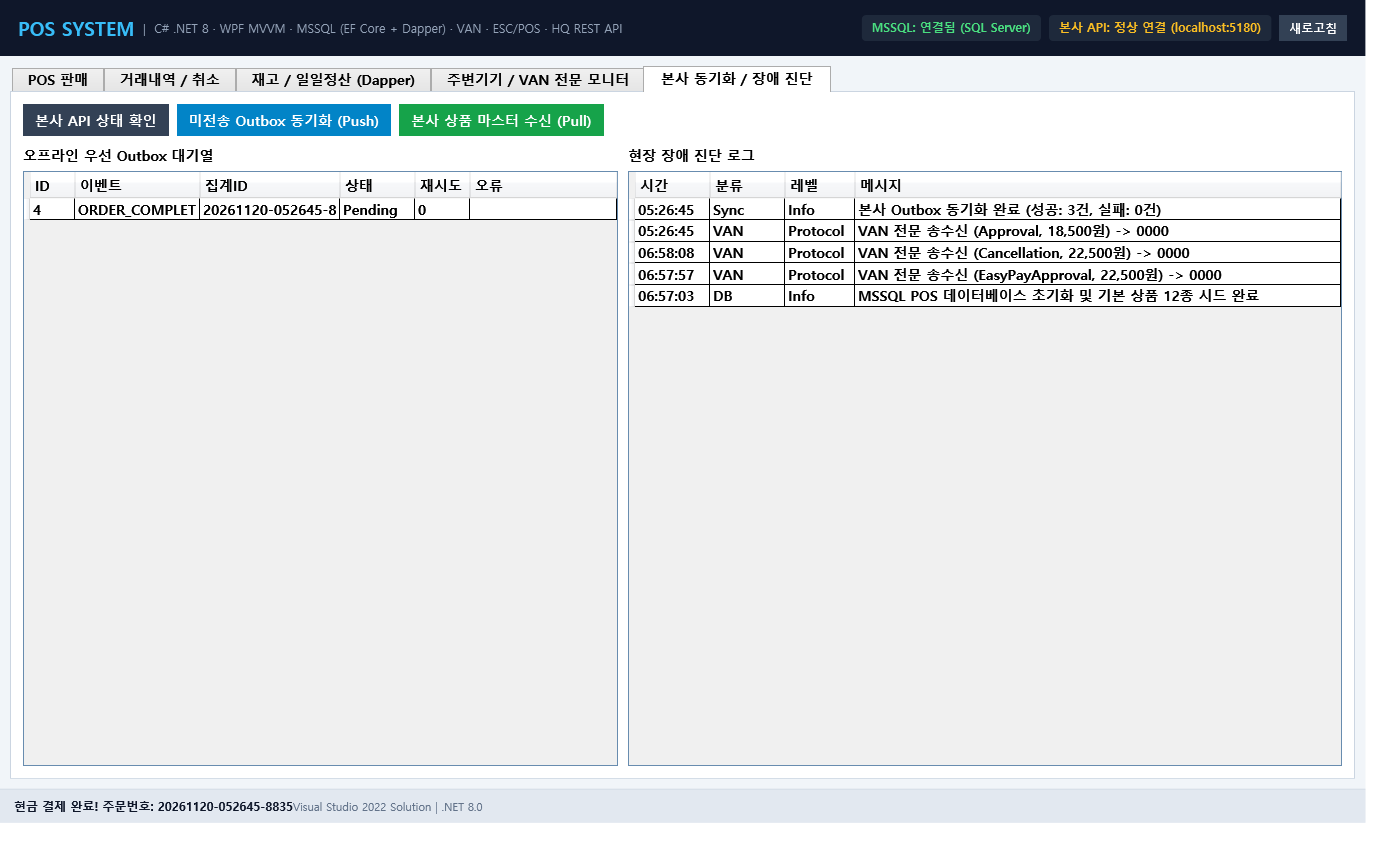 POS SYSTEM | C# .NET 8 · WPF MVVM · MSSQL (EF Core + Dapper) · VAN · ESC/POS · HQ REST API
MSSQL: 연결됨 (SQL Server) 본사 API: 정상 연결 (localhost:5180) 새로고침
POS 판매 거래내역 / 취소 재고 / 일일정산 (Dapper) 주변기기 / VAN 전문 모니터 본사 동기화 / 장애 진단
본사 API 상태 확인 미전송 Outbox 동기화 (Push) 본사 상품 마스터 수신 (Pull)
오프라인 우선 Outbox 대기열
ID 이벤트 집계ID 상태 재시도 오류
4 ORDER_COMPLET 20261120-052645-8 Pending 0
현장 장애 진단 로그
시간 분류 레벨 메시지
05:26:45 Sync Info 본사 Outbox 동기화 완료 (성공: 3건, 실패: 0건)
05:26:45 VAN Protocol VAN 전문 송수신 (Approval, 18,500원) -> 0000
06:58:08 VAN Protocol VAN 전문 송수신 (Cancellation, 22,500원) -> 0000
06:57:57 VAN Protocol VAN 전문 송수신 (EasyPayApproval, 22,500원) -> 0000
06:57:03 DB Info MSSQL POS 데이터베이스 초기화 및 기본 상품 12종 시드 완료
현금 결제 완료! 주문번호: 20261120-052645-8835Visual Studio 2022 Solution | .NET 8.0